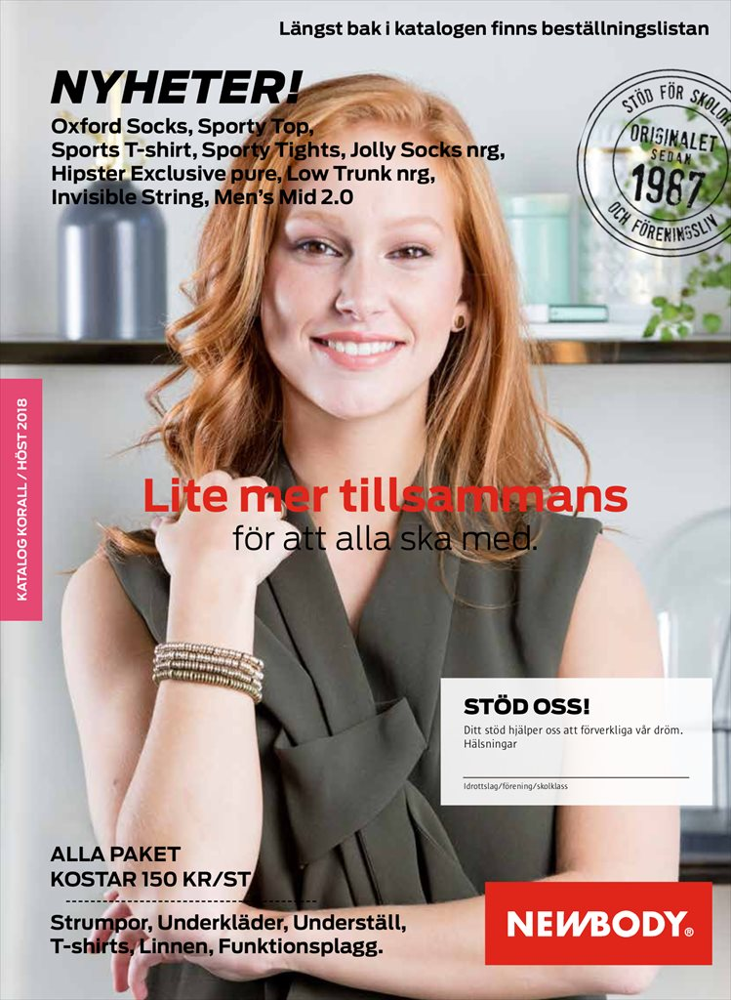 Längst bak i katalogen finns beställningslistan
NYHETER!
Oxford Socks, Sporty Top,
Sports T-shirt, Sporty Tights, Jolly Socks nrg,
Hipster Exclusive pure, Low Trunk nrg,
Invisible String, Men's Mid 2.0
STÖD FÖR SKOLOR
ORIGINALET
SEDAN
1987
OCH FÖRENINGSLIV
KATALOG KORALL / HÖST 2018
Lite mer tillsammans
för att alla ska med.
STÖD OSS!
Ditt stöd hjälper oss att förverkliga vår dröm.
Hälsningar
Idrottslag/förening/skolklass
ALLA PAKET
KOSTAR 150 KR/ST
Strumpor, Underkläder, Underställ,
T-shirts, Linnen, Funktionsplagg.
NEWBODY®